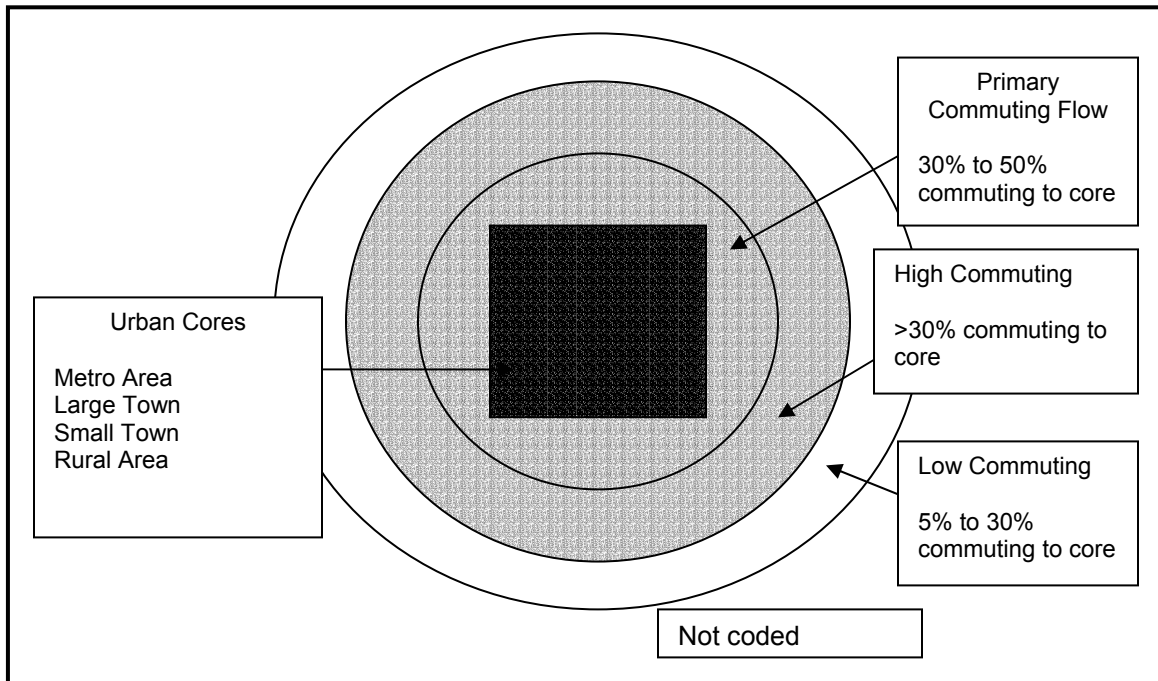 Primary
Commuting Flow
30% to 50%
commuting to core
High Commuting
>30% commuting to
core
Urban Cores
Metro Area
Large Town
Small Town
Rural Area
Low Commuting
5% to 30%
commuting to core
Not coded